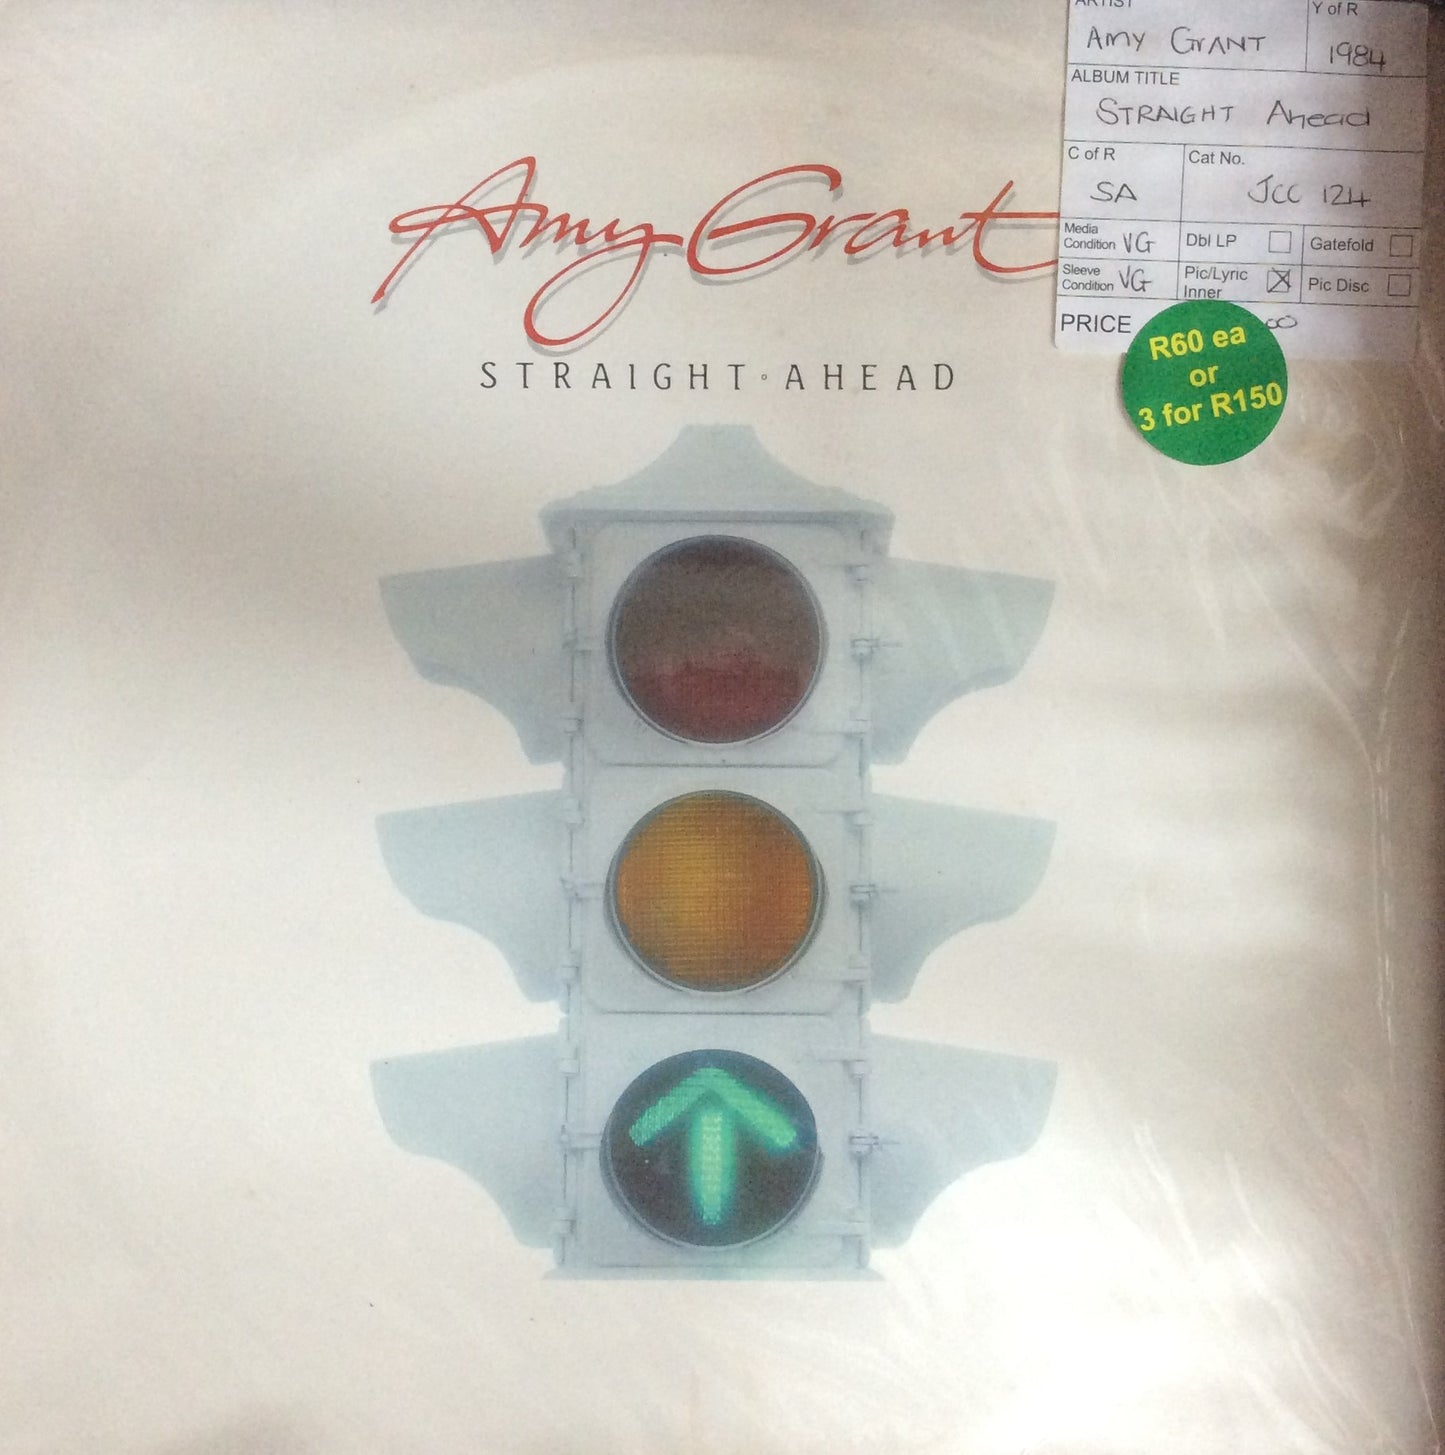 ARTIST
Amy Grant
Y of R
1984
ALBUM TITLE
Straight Ahead
C of R
SA
Cat No.
JCC 124
Media
Condition VG
Dbl LP
Gatefold
Sleeve
Condition VG
Pic/Lyric
Inner
Pic Disc
PRICE
R60 ea
or
3 for R150
Amy Grant
STRAIGHT·AHEAD